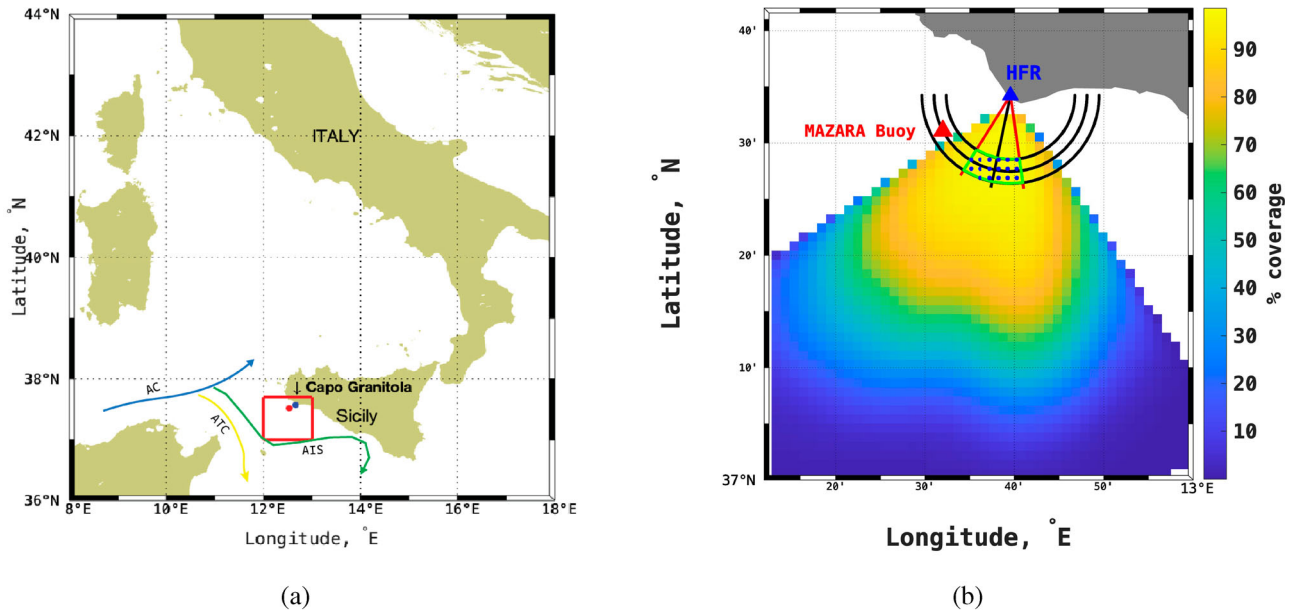 44°N
42°N
40°N
38°N
36°N
8°E
10°E
12°E
14°E
16°E
18°E
Latitude, °N
Longitude, °E
ITALY
↓ Capo Granitola
Sicily
AC
ATC
AIS
(a)
40'
30'
20'
10'
37°N
20'
30'
40'
50'
13°E
Latitude, °N
Longitude, °E
HFR
MAZARA Buoy
90
80
70
60
50
40
30
20
10
% coverage
(b)